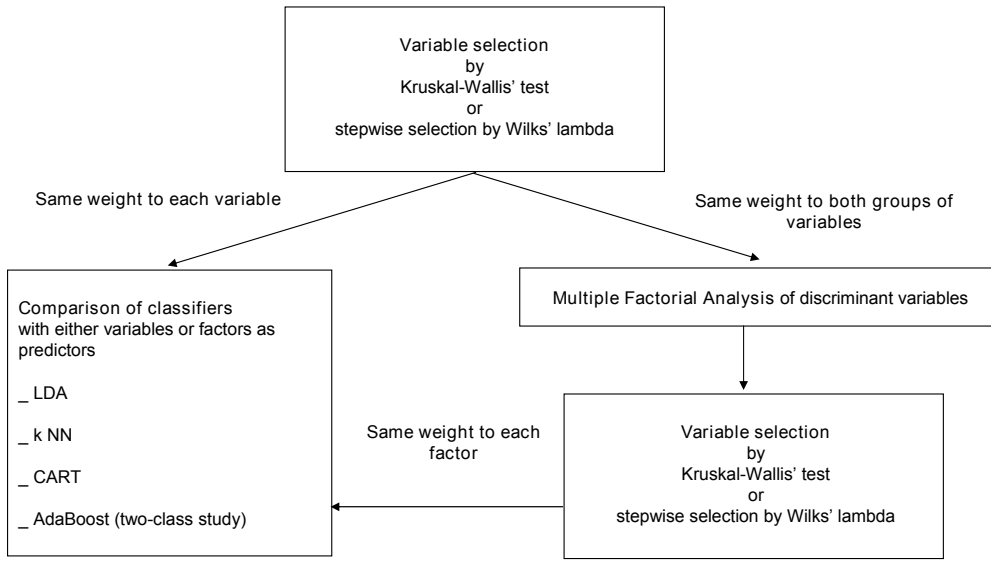 Variable selection
by
Kruskal-Wallis' test
or
stepwise selection by Wilks' lambda
Same weight to each variable
Same weight to both groups of
variables
Comparison of classifiers
with either variables or factors as
predictors
_ LDA
_ k NN
_ CART
_ AdaBoost (two-class study)
Multiple Factorial Analysis of discriminant variables
Same weight to each
factor
Variable selection
by
Kruskal-Wallis' test
or
stepwise selection by Wilks' lambda